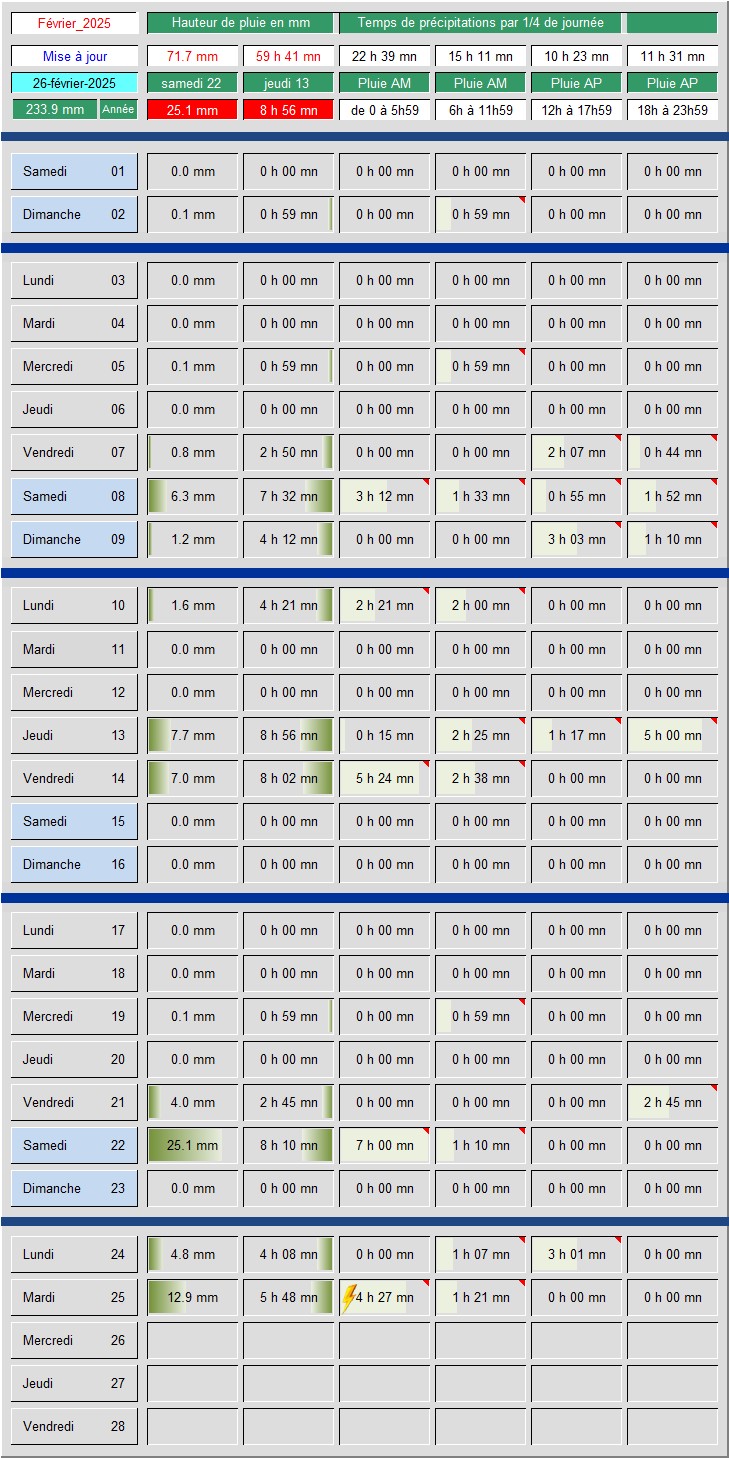 Février_2025 Hauteur de pluie en mm Temps de précipitations par 1/4 de journée
Mise à jour 71.7 mm 59 h 41 mn 22 h 39 mn 15 h 11 mn 10 h 23 mn 11 h 31 mn
26-février-2025 samedi 22 jeudi 13 Pluie AM Pluie AM Pluie AP Pluie AP
233.9 mm Année 25.1 mm 8 h 56 mn de 0 à 5h59 6h à 11h59 12h à 17h59 18h à 23h59
Samedi 01 0.0 mm 0 h 00 mn 0 h 00 mn 0 h 00 mn 0 h 00 mn 0 h 00 mn
Dimanche 02 0.1 mm 0 h 59 mn 0 h 00 mn 0 h 59 mn 0 h 00 mn 0 h 00 mn
Lundi 03 0.0 mm 0 h 00 mn 0 h 00 mn 0 h 00 mn 0 h 00 mn 0 h 00 mn
Mardi 04 0.0 mm 0 h 00 mn 0 h 00 mn 0 h 00 mn 0 h 00 mn 0 h 00 mn
Mercredi 05 0.1 mm 0 h 59 mn 0 h 00 mn 0 h 59 mn 0 h 00 mn 0 h 00 mn
Jeudi 06 0.0 mm 0 h 00 mn 0 h 00 mn 0 h 00 mn 0 h 00 mn 0 h 00 mn
Vendredi 07 0.8 mm 2 h 50 mn 0 h 00 mn 0 h 00 mn 2 h 07 mn 0 h 44 mn
Samedi 08 6.3 mm 7 h 32 mn 3 h 12 mn 1 h 33 mn 0 h 55 mn 1 h 52 mn
Dimanche 09 1.2 mm 4 h 12 mn 0 h 00 mn 0 h 00 mn 3 h 03 mn 1 h 10 mn
Lundi 10 1.6 mm 4 h 21 mn 2 h 21 mn 2 h 00 mn 0 h 00 mn 0 h 00 mn
Mardi 11 0.0 mm 0 h 00 mn 0 h 00 mn 0 h 00 mn 0 h 00 mn 0 h 00 mn
Mercredi 12 0.0 mm 0 h 00 mn 0 h 00 mn 0 h 00 mn 0 h 00 mn 0 h 00 mn
Jeudi 13 7.7 mm 8 h 56 mn 0 h 15 mn 2 h 25 mn 1 h 17 mn 5 h 00 mn
Vendredi 14 7.0 mm 8 h 02 mn 5 h 24 mn 2 h 38 mn 0 h 00 mn 0 h 00 mn
Samedi 15 0.0 mm 0 h 00 mn 0 h 00 mn 0 h 00 mn 0 h 00 mn 0 h 00 mn
Dimanche 16 0.0 mm 0 h 00 mn 0 h 00 mn 0 h 00 mn 0 h 00 mn 0 h 00 mn
Lundi 17 0.0 mm 0 h 00 mn 0 h 00 mn 0 h 00 mn 0 h 00 mn 0 h 00 mn
Mardi 18 0.0 mm 0 h 00 mn 0 h 00 mn 0 h 00 mn 0 h 00 mn 0 h 00 mn
Mercredi 19 0.1 mm 0 h 59 mn 0 h 00 mn 0 h 59 mn 0 h 00 mn 0 h 00 mn
Jeudi 20 0.0 mm 0 h 00 mn 0 h 00 mn 0 h 00 mn 0 h 00 mn 0 h 00 mn
Vendredi 21 4.0 mm 2 h 45 mn 0 h 00 mn 0 h 00 mn 0 h 00 mn 2 h 45 mn
Samedi 22 25.1 mm 8 h 10 mn 7 h 00 mn 1 h 10 mn 0 h 00 mn 0 h 00 mn
Dimanche 23 0.0 mm 0 h 00 mn 0 h 00 mn 0 h 00 mn 0 h 00 mn 0 h 00 mn
Lundi 24 4.8 mm 4 h 08 mn 0 h 00 mn 1 h 07 mn 3 h 01 mn 0 h 00 mn
Mardi 25 12.9 mm 5 h 48 mn 4 h 27 mn 1 h 21 mn 0 h 00 mn 0 h 00 mn
Mercredi 26
Jeudi 27
Vendredi 28